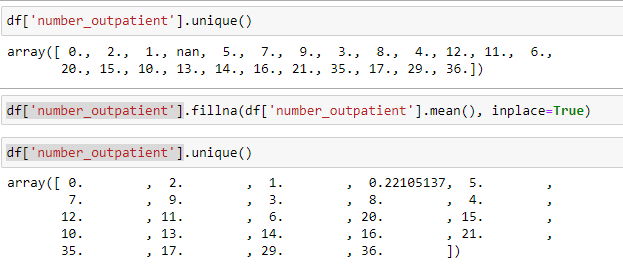 df['number_outpatient'].unique()
array([ 0.,  2.,  1., nan,  5.,  7.,  9.,  3.,  8.,  4., 12., 11.,  6.,
       20., 15., 10., 13., 14., 16., 21., 35., 17., 29., 36.])
df['number_outpatient'].fillna(df['number_outpatient'].mean(), inplace=True)
df['number_outpatient'].unique()
array([ 0.        ,  2.        ,  1.        ,  0.22105137,  5.        ,
        7.        ,  9.        ,  3.        ,  8.        ,  4.        ,
       12.        , 11.        ,  6.        , 20.        , 15.        ,
       10.        , 13.        , 14.        , 16.        , 21.        ,
       35.        , 17.        , 29.        , 36.        ])